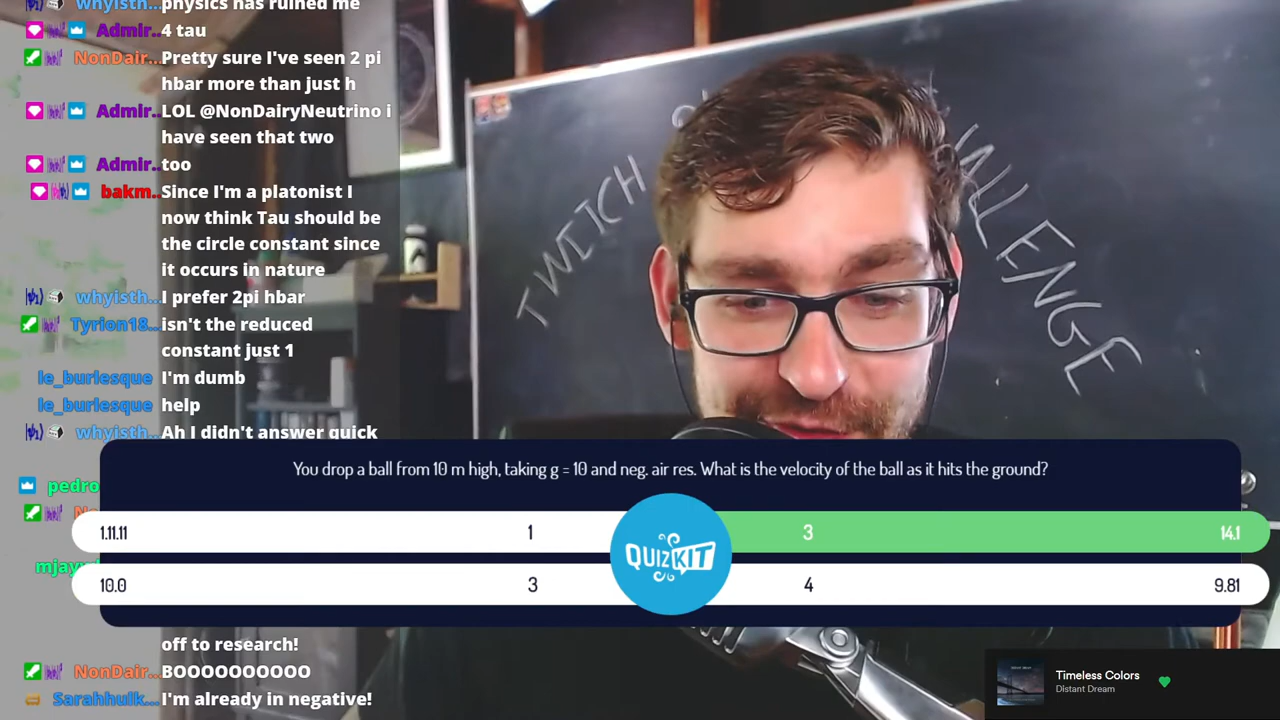 whyisth... physics has ruined me
Admir... 4 tau
NonDair... Pretty sure I've seen 2 pi
hbar more than just h
Admir... LOL @NonDairyNeutrino i
have seen that two
Admir... too
bakm... Since I'm a platonist I
now think Tau should be
the circle constant since
it occurs in nature
whyisth... I prefer 2pi hbar
Tyrion18... isn't the reduced
constant just 1
le_burlesque I'm dumb
le_burlesque help
whyisth... Ah I didn't answer quick
pedro
mjayv
off to research!
NonDair... BOOOOOOOOOO
Sarahhulk... I'm already in negative!
TWITCH
CHALLENGE
You drop a ball from 10 m high, taking g = 10 and neg. air res. What is the velocity of the ball as it hits the ground?
1.11.11 1 3 14.1
10.0 3 4 9.81
QUIZKIT
Timeless Colors
Distant Dream